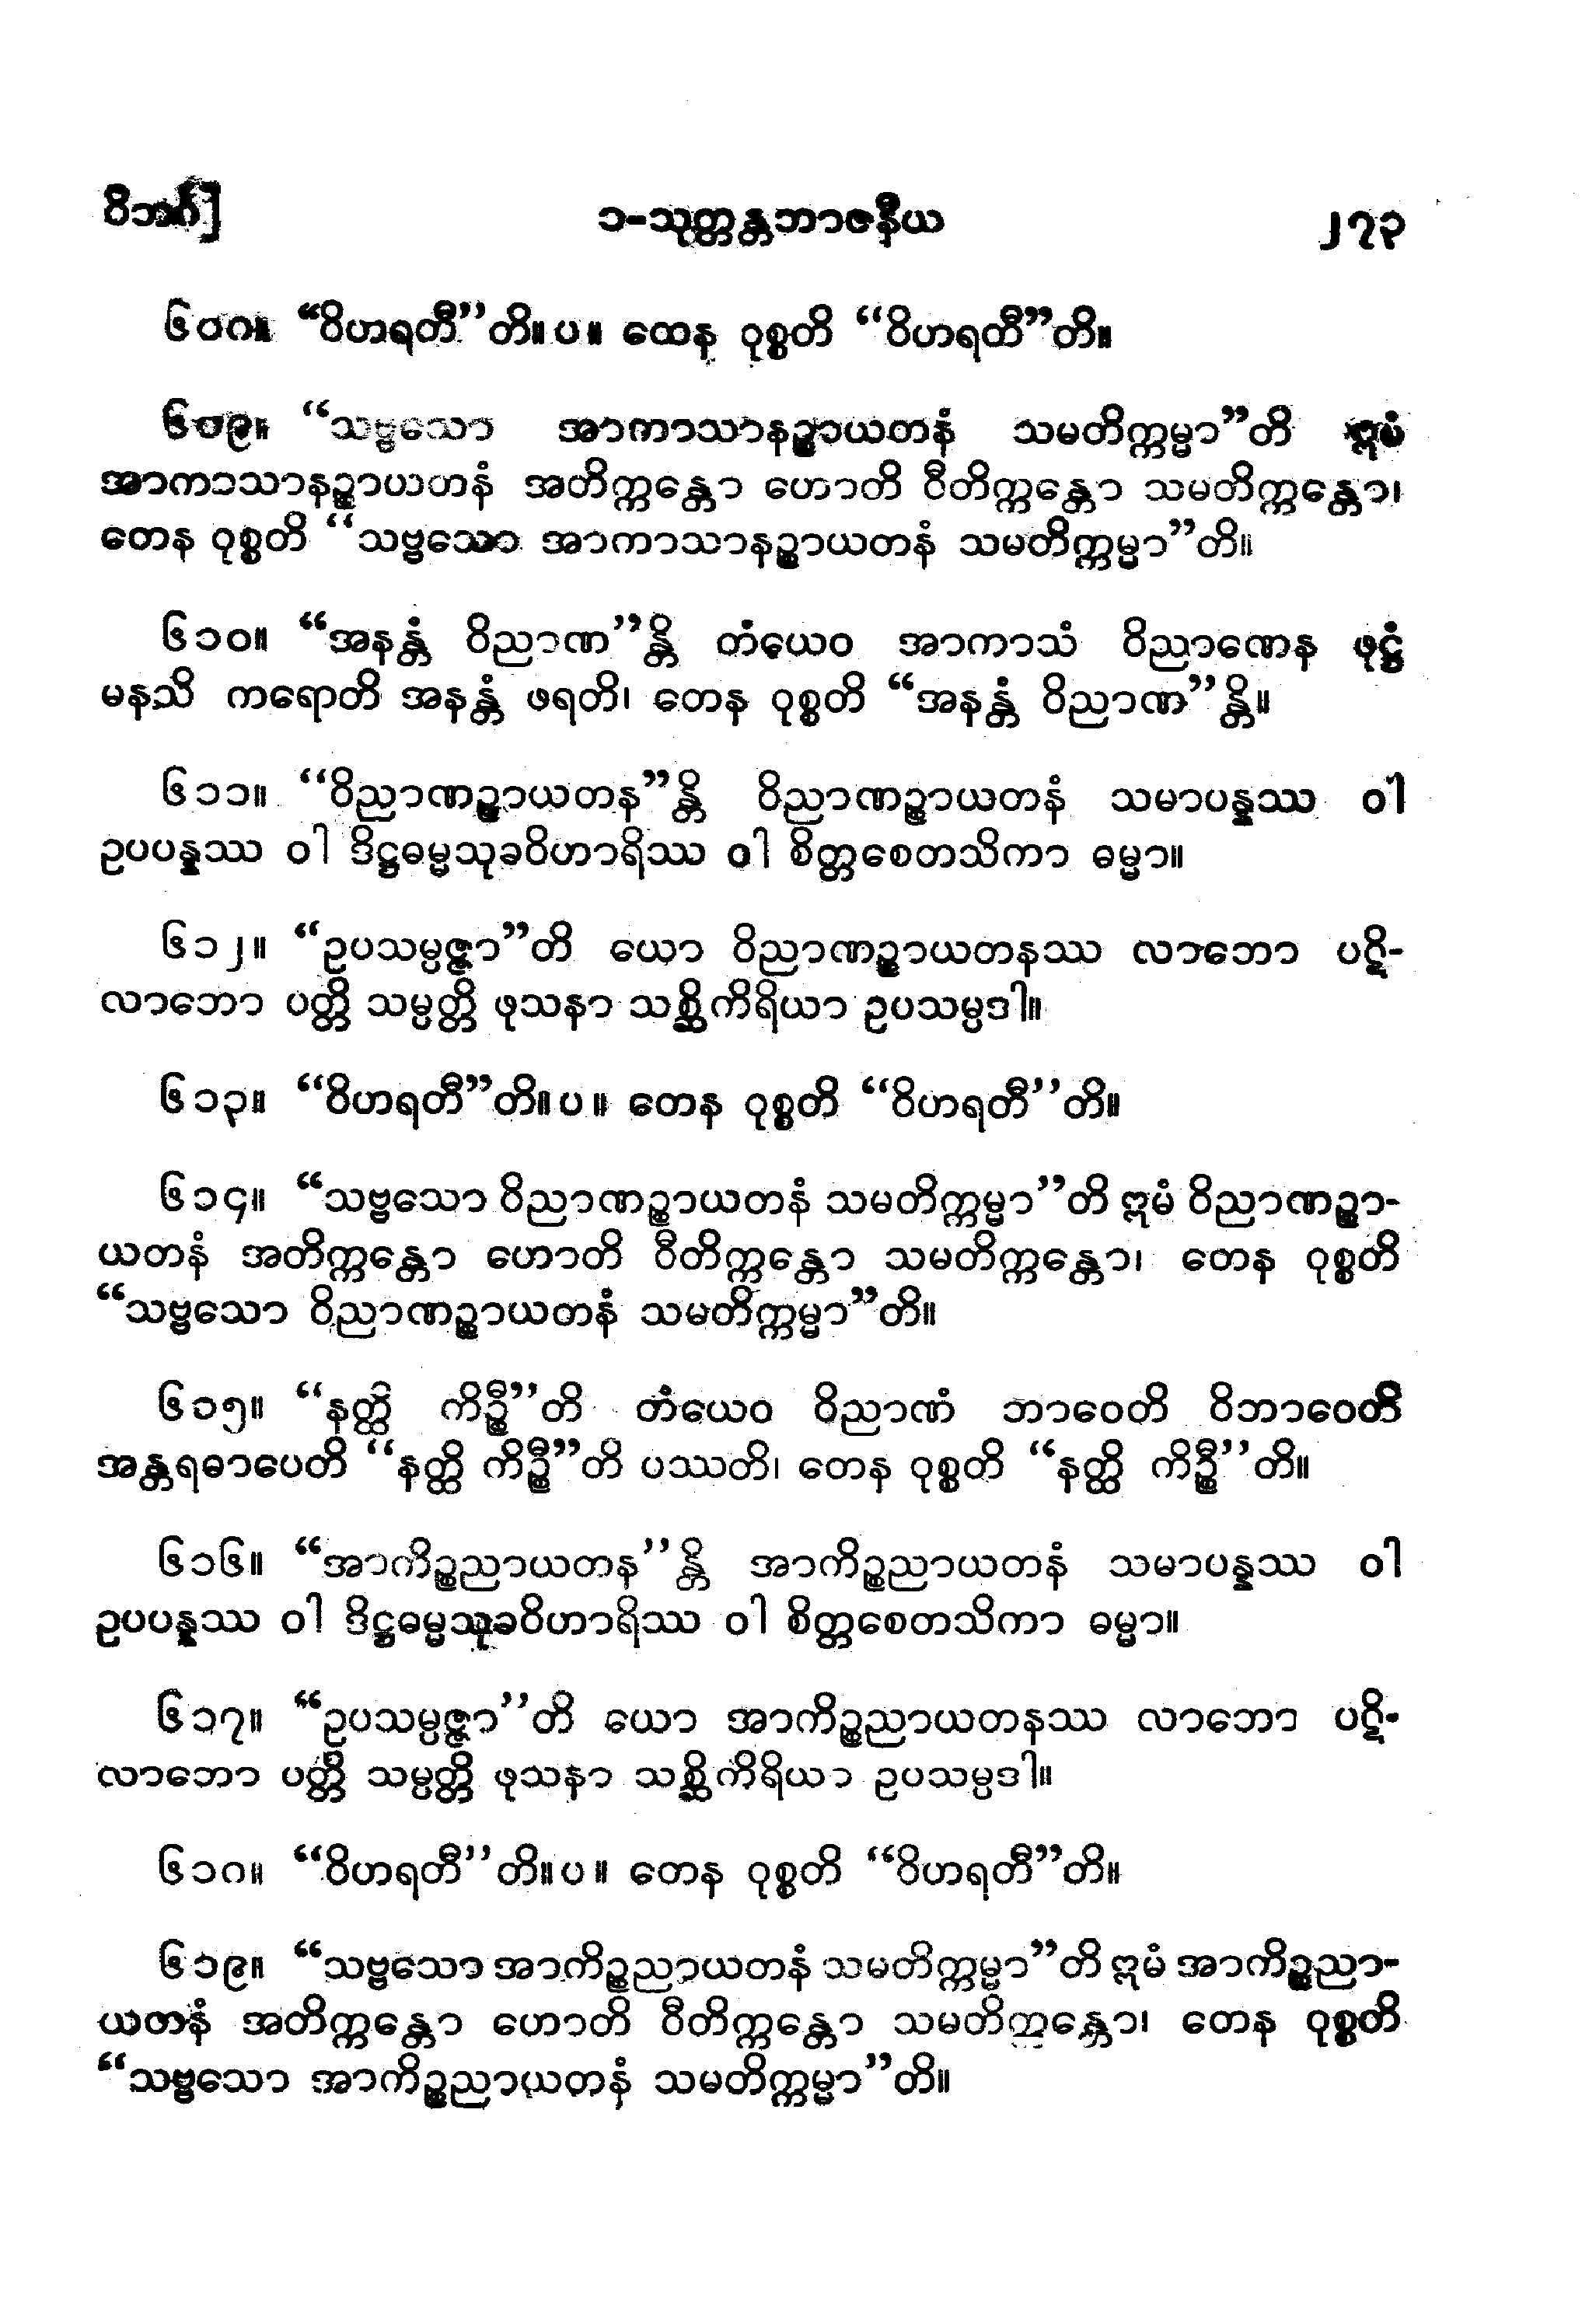 ဝိဘင်္ဂ] ၁-သုတ္တန္တဘာဇနီယ ၂၇၃
၆၀၈။ “ဝိဟရတီ”တိ။ပ။ ထေန ဝုစ္စတိ “ဝိဟရတီ”တိ။
၆၀၉။ “သဗ္ဗသော အာကာသာနဉ္စာယတနံ သမတိက္ကမ္မာ”တိ ဣမံ
အာကာသာနဉ္စာယတနံ အတိက္ကန္တော ဟောတိ ဝီတိက္ကန္တော သမတိက္ကန္တော၊
တေန ဝုစ္စတိ “သဗ္ဗသော အာကာသာနဉ္စာယတနံ သမတိက္ကမ္မာ”တိ။
၆၁၀။ “အနန္တံ ဝိညာဏ”န္တိ တံယေဝ အာကာသံ ဝိညာဏေန ဖုဋ္ဌံ
မနသိ ကရောတိ အနန္တံ ဖရတိ၊ တေန ဝုစ္စတိ “အနန္တံ ဝိညာဏ”န္တိ။
၆၁၁။ “ဝိညာဏဉ္စာယတန”န္တိ ဝိညာဏဉ္စာယတနံ သမာပန္နဿ ဝါ
ဥပပန္နဿ ဝါ ဒိဋ္ဌဓမ္မသုခဝိဟာရိဿ ဝါ စိတ္တစေတသိကာ ဓမ္မာ။
၆၁၂။ “ဥပသမ္ပဇ္ဇာ”တိ ယော ဝိညာဏဉ္စာယတနဿ လာဘော ပဋိ-
လာဘော ပတ္တိ သမ္ပတ္တိ ဖုသနာ သစ္ဆိကိရိယာ ဥပသမ္ပဒါ။
၆၁၃။ “ဝိဟရတီ”တိ။ပ။ တေန ဝုစ္စတိ “ဝိဟရတီ”တိ။
၆၁၄။ “သဗ္ဗသော ဝိညာဏဉ္စာယတနံ သမတိက္ကမ္မာ”တိ ဣမံ ဝိညာဏဉ္စာ-
ယတနံ အတိက္ကန္တော ဟောတိ ဝီတိက္ကန္တော သမတိက္ကန္တော၊ တေန ဝုစ္စတိ
“သဗ္ဗသော ဝိညာဏဉ္စာယတနံ သမတိက္ကမ္မာ”တိ။
၆၁၅။ “နတ္ထိ ကိဉ္စီ”တိ တံယေဝ ဝိညာဏံ ဘာဝေတိ ဝိဘာဝေတိ
အန္တရဓာပေတိ “နတ္ထိ ကိဉ္စီ”တိ ပဿတိ၊ တေန ဝုစ္စတိ “နတ္ထိ ကိဉ္စီ”တိ။
၆၁၆။ “အာကိဉ္စညာယတန”န္တိ အာကိဉ္စညာယတနံ သမာပန္နဿ ဝါ
ဥပပန္နဿ ဝါ ဒိဋ္ဌဓမ္မသုခဝိဟာရိဿ ဝါ စိတ္တစေတသိကာ ဓမ္မာ။
၆၁၇။ “ဥပသမ္ပဇ္ဇာ”တိ ယော အာကိဉ္စညာယတနဿ လာဘော ပဋိ-
လာဘော ပတ္တိ သမ္ပတ္တိ ဖုသနာ သစ္ဆိကိရိယာ ဥပသမ္ပဒါ။
၆၁၈။ “ဝိဟရတီ”တိ။ပ။ တေန ဝုစ္စတိ “ဝိဟရတီ”တိ။
၆၁၉။ “သဗ္ဗသော အာကိဉ္စညာယတနံ သမတိက္ကမ္မာ”တိ ဣမံ အာကိဉ္စညာ-
ယတနံ အတိက္ကန္တော ဟောတိ ဝီတိက္ကန္တော သမတိက္ကန္တော၊ တေန ဝုစ္စတိ
“သဗ္ဗသော အာကိဉ္စညာယတနံ သမတိက္ကမ္မာ”တိ။